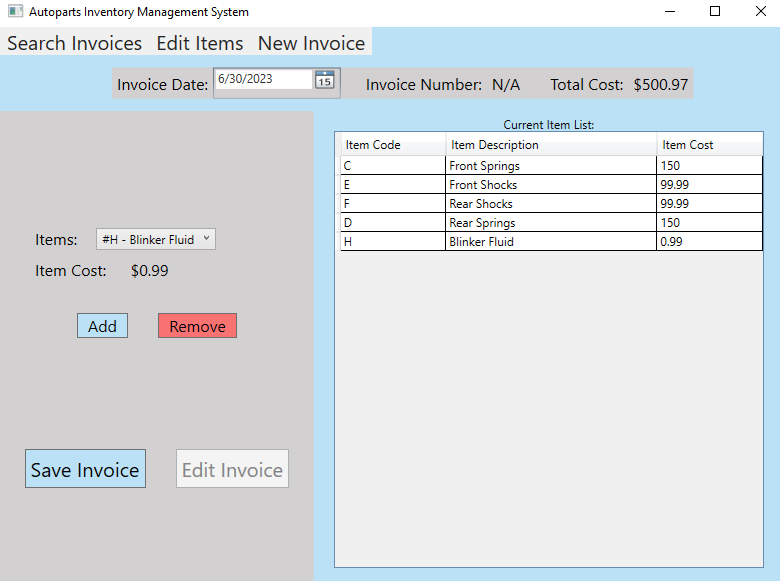 Autoparts Inventory Management System
Search Invoices Edit Items New Invoice
Invoice Date: 6/30/2023 15 Invoice Number: N/A Total Cost: $500.97
Current Item List:
Item Code Item Description Item Cost
C Front Springs 150
E Front Shocks 99.99
F Rear Shocks 99.99
D Rear Springs 150
H Blinker Fluid 0.99
Items: #H - Blinker Fluid
Item Cost: $0.99
Add Remove
Save Invoice Edit Invoice